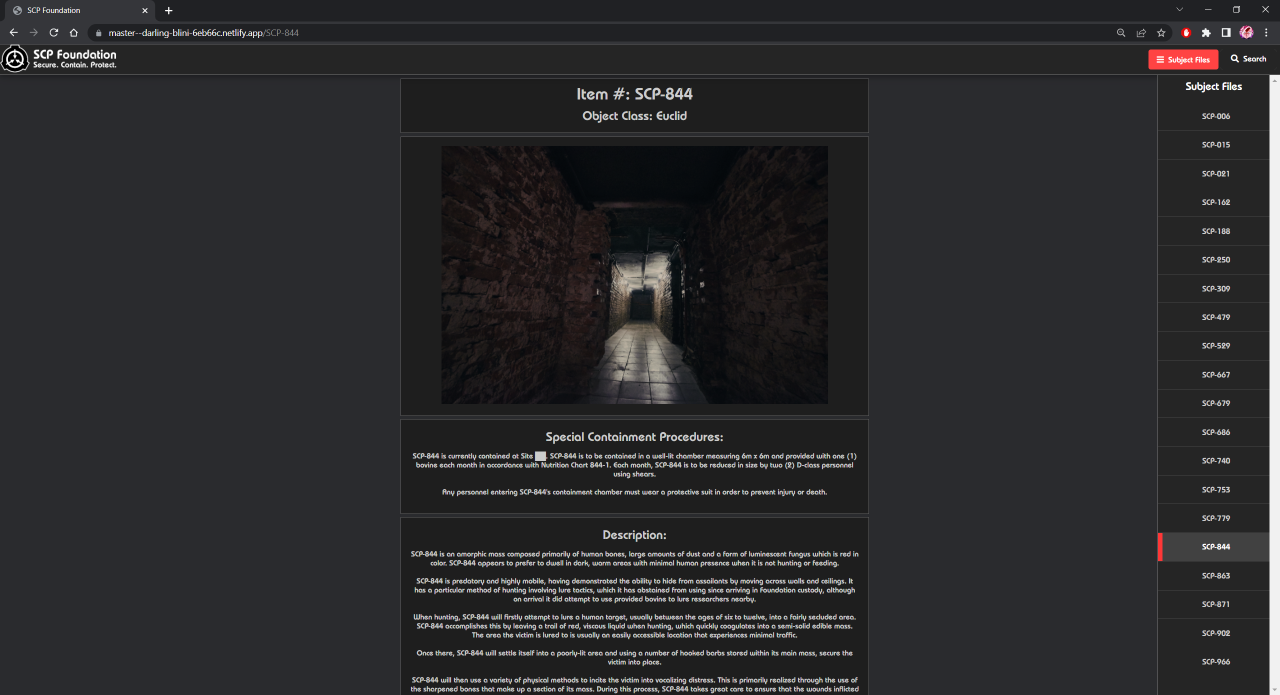 SCP Foundation
master--darling-blini-6eb66c.netlify.app/SCP-844
SCP Foundation
Secure. Contain. Protect.
Subject Files
Search
Item #: SCP-844
Object Class: Euclid
Special Containment Procedures:
SCP-844 is currently contained at Site ██. SCP-844 is to be contained in a well-lit chamber measuring 6m x 6m and provided with one (1)
bovine each month in accordance with Nutrition Chart 844-1. Each month, SCP-844 is to be reduced in size by two (2) D-class personnel
using shears.
Any personnel entering SCP-844's containment chamber must wear a protective suit in order to prevent injury or death.
Description:
SCP-844 is an amorphic mass composed primarily of human bones, large amounts of dust and a form of luminescent fungus which is red in
color. SCP-844 appears to prefer to dwell in dark, warm areas with minimal human presence when it is not hunting or feeding.
SCP-844 is predatory and highly mobile, having demonstrated the ability to hide from assailants by moving across walls and ceilings. It
has a particular method of hunting involving lure tactics, which it has abstained from using since arriving in Foundation custody, although
on arrival it did attempt to use provided bovine to lure researchers nearby.
When hunting, SCP-844 will firstly attempt to lure a human target, usually between the ages of six to twelve, into a fairly secluded area.
SCP-844 accomplishes this by leaving a trail of red, viscous liquid when hunting, which quickly coagulates into a semi-solid edible mass.
The area the victim is lured to is usually an easily accessible location that experiences minimal traffic.
Once there, SCP-844 will settle itself into a poorly-lit area and using a number of hooked barbs stored within its main mass, secure the
victim into place.
SCP-844 will then use a variety of physical methods to incite the victim into vocalizing distress. This is primarily realized through the use of
the sharpened bones that make up a section of its mass. During this process, SCP-844 takes great care to ensure that the wounds inflicted
Subject Files
SCP-006
SCP-015
SCP-021
SCP-162
SCP-188
SCP-250
SCP-309
SCP-479
SCP-529
SCP-667
SCP-679
SCP-686
SCP-740
SCP-753
SCP-779
SCP-844
SCP-863
SCP-871
SCP-902
SCP-966